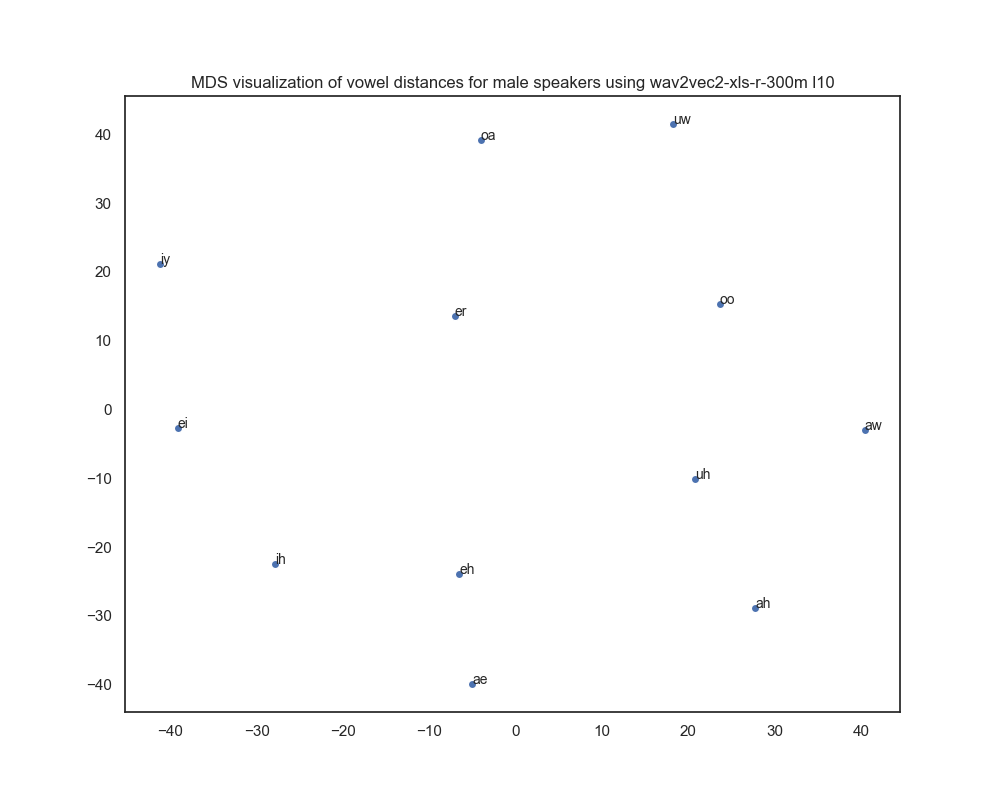 MDS visualization of vowel distances for male speakers using wav2vec2-xls-r-300m l10
uw
40
oa
30
iy
20
oo
er
10
0
ei
aw
−10
uh
−20
ih
eh
−30
ah
−40
ae
−40 −30 −20 −10 0 10 20 30 40